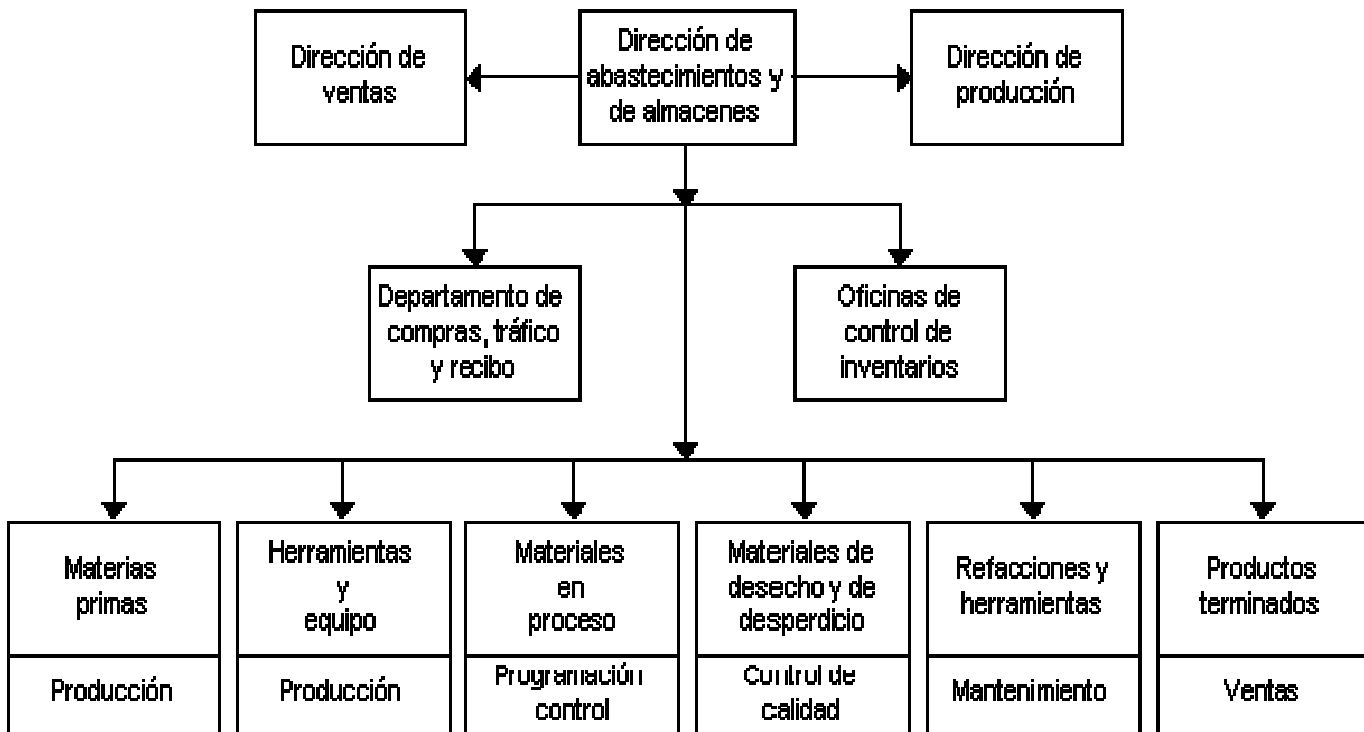 Dirección de
ventas
Dirección de
abastecimientos y
de almacenes
Dirección de
producción
Departamento de
compras, tráfico
y recibo
Oficinas de
control de
inventarios
Materias
primas
Producción
Herramientas
y
equipo
Producción
Materiales
en
proceso
Programación
control
Materiales de
desecho y de
desperdicio
Control de
calidad
Refacciones y
herramientas
Mantenimiento
Productos
terminados
Ventas